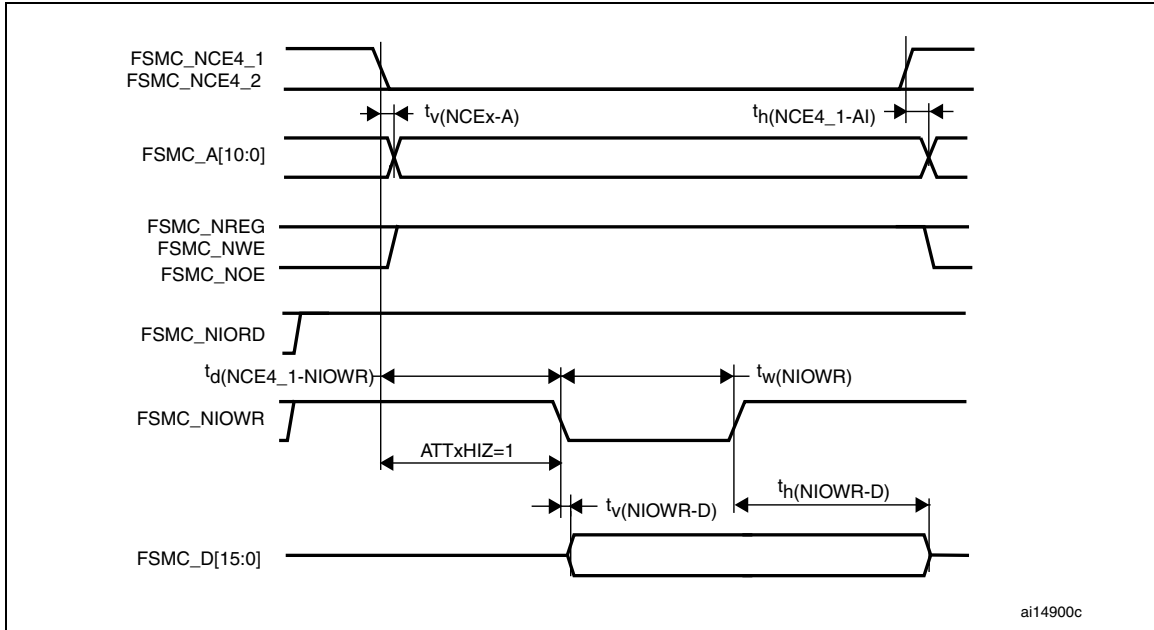 FSMC_NCE4_1
FSMC_NCE4_2
tv(NCEx-A)
th(NCE4_1-AI)
FSMC_A[10:0]
FSMC_NREG
FSMC_NWE
FSMC_NOE
FSMC_NIORD
td(NCE4_1-NIOWR)
tw(NIOWR)
FSMC_NIOWR
ATTxHIZ=1
tv(NIOWR-D)
th(NIOWR-D)
FSMC_D[15:0]
ai14900c